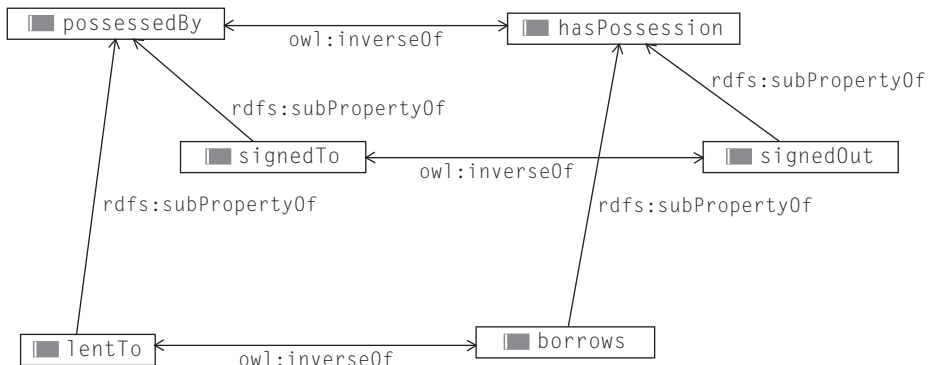 possessedBy
owl:inverseOf
hasPossession
rdfs:subPropertyOf
rdfs:subPropertyOf
signedTo
owl:inverseOf
signedOut
rdfs:subPropertyOf
rdfs:subPropertyOf
lentTo
owl:inverseOf
borrows